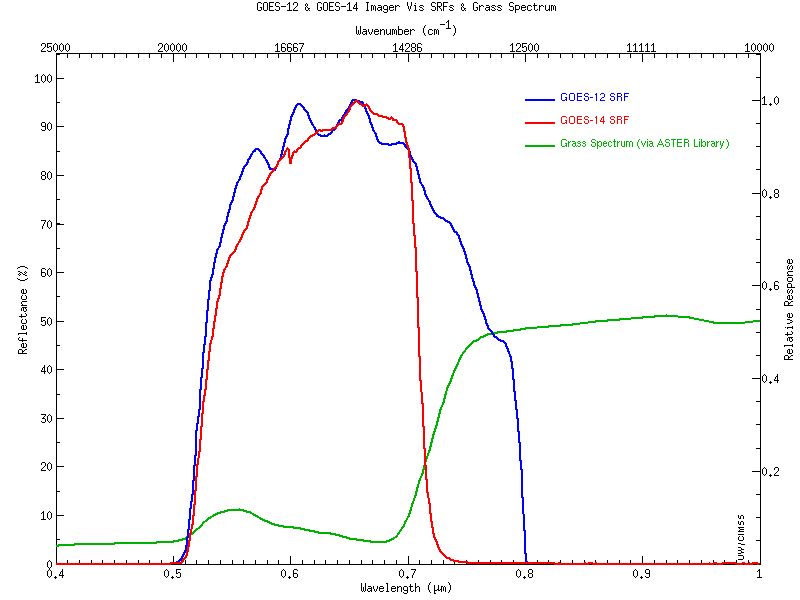 GOES-12 & GOES-14 Imager Vis SRFs & Grass Spectrum
Wavenumber (cm-1)
25000 20000 16667 14286 12500 11111 10000
100
90
80
70
60
50
40
30
20
10
0
Reflectance (%)
GOES-12 SRF
GOES-14 SRF
Grass Spectrum (via ASTER Library)
1.0
0.8
0.6
0.4
0.2
Relative Response
UW/CIMSS
0.4 0.5 0.6 0.7 0.8 0.9 1
Wavelength (μm)